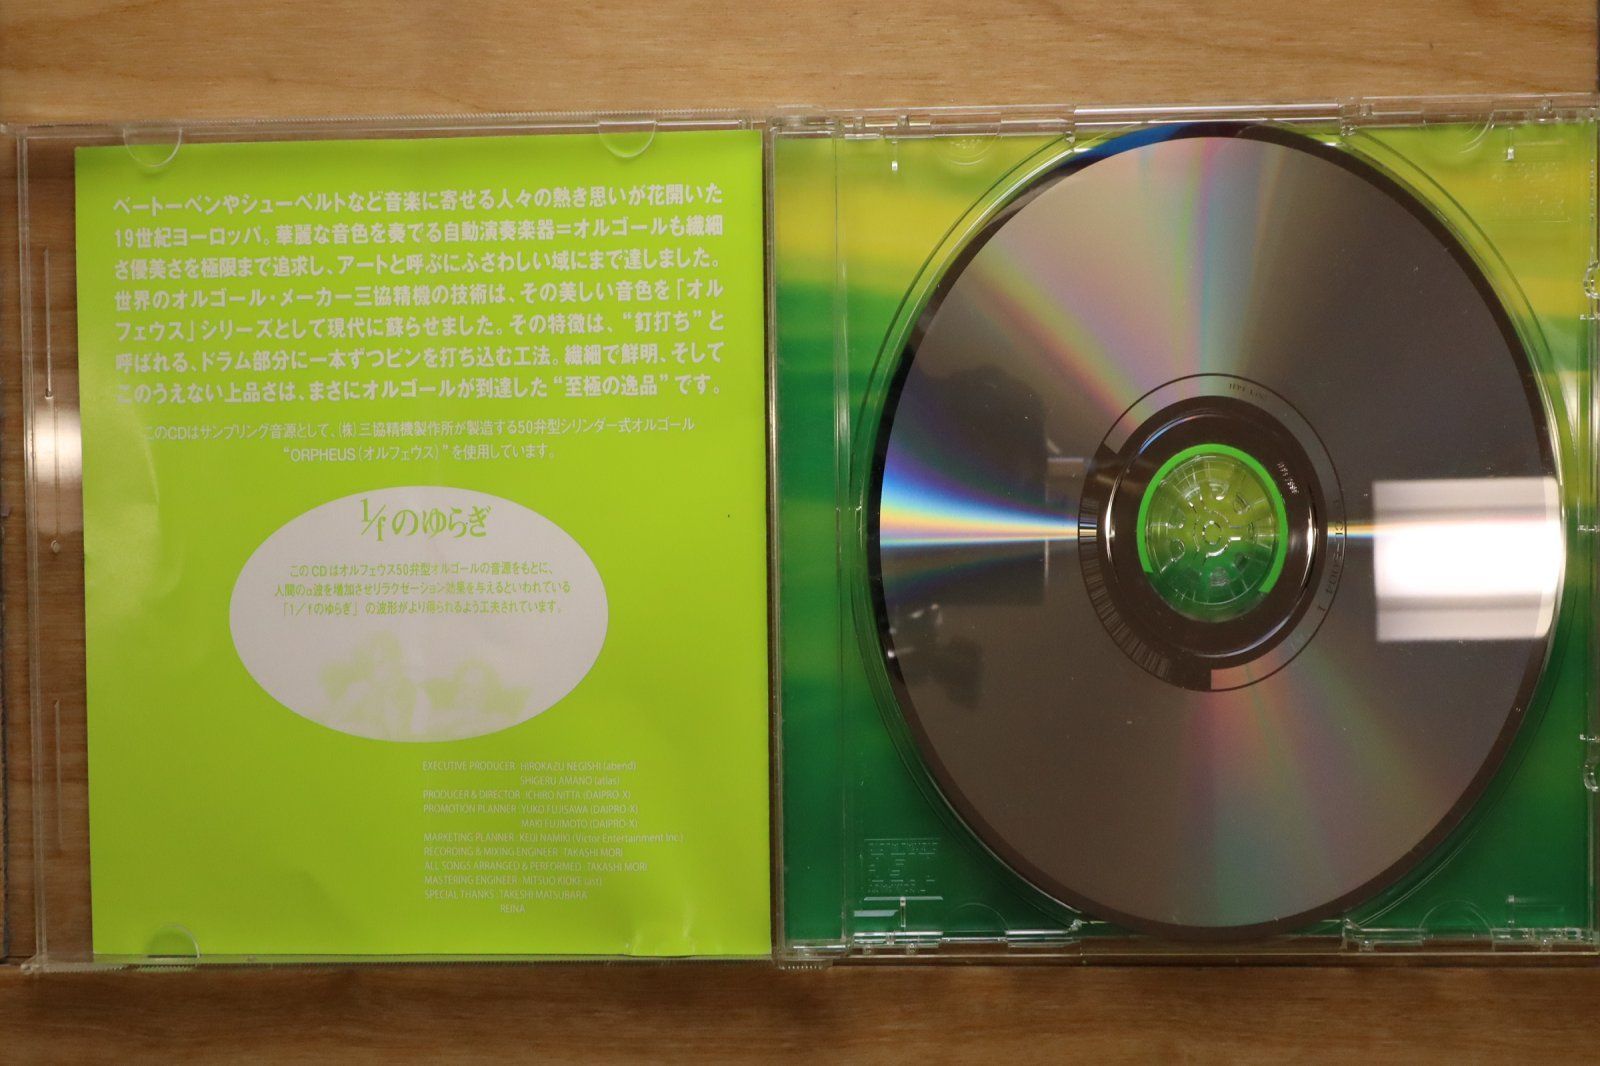 ベートーベンやシューベルトなど音楽に寄せる人々の熱き思いが花開いた
19世紀ヨーロッパ。華麗な音色を奏でる自動演奏楽器=オルゴールも繊細
さ優美さを極限まで追求し、アートと呼ぶにふさわしい域にまで達しました。
世界のオルゴール・メーカー三協精機の技術は、その美しい音色を「オル
フェウス」シリーズとして現代に蘇らせました。その特徴は、“釘打ち”と
呼ばれる、ドラム部分に一本ずつピンを打ち込む工法。繊細で鮮明、そして
このうえない上品さは、まさにオルゴールが到達した“至極の逸品”です。
このCDはサンプリング音源として、(株)三協精機製作所が製造する50弁型シリンダー式オルゴール
“ORPHEUS(オルフェウス)”を使用しています。
1/fのゆらぎ
このCDはオルフェウス50弁型オルゴールの音源をもとに、
人間のα波を増加させリラクゼーション効果を与えるといわれている
「1/fのゆらぎ」の波形がより得られるよう工夫されています。
EXECUTIVE PRODUCER : HIROKAZU NEGISHI (abend)
SHIGERU AMANO (atlas)
PRODUCER & DIRECTOR : ICHIRO NITTA (DAIPRO-X)
PROMOTION PLANNER : YUKO FUJISAWA (DAIPRO-X)
MAKI FUJIMOTO (DAIPRO-X)
MARKETING PLANNER : KEIJI NAMIKI (Victor Entertainment Inc.)
RECORDING & MIXING ENGINEER : TAKASHI MORI
ALL SONGS ARRANGED & PERFORMED : TAKASHI MORI
MASTERING ENGINEER : MITSUO KIOKE (JSI)
SPECIAL THANKS : TAKESHI MATSUBARA
REINA